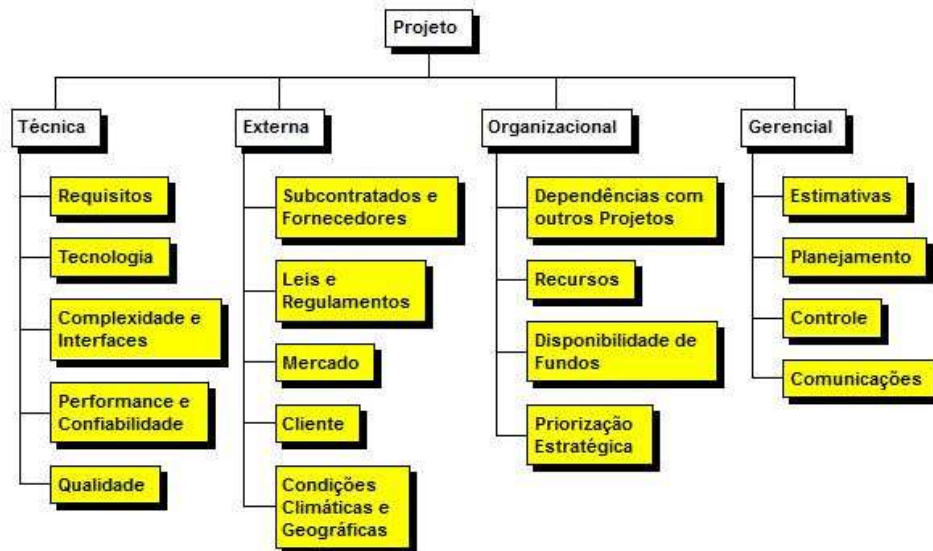 Projeto
Técnica
Requisitos
Tecnologia
Complexidade e
Interfaces
Performance e
Confiabilidade
Qualidade
Externa
Subcontratados e
Fornecedores
Leis e
Regulamentos
Mercado
Cliente
Condições
Climáticas e
Geográficas
Organizacional
Dependências com
outros Projetos
Recursos
Disponibilidade de
Fundos
Priorização
Estratégica
Gerencial
Estimativas
Planejamento
Controle
Comunicações